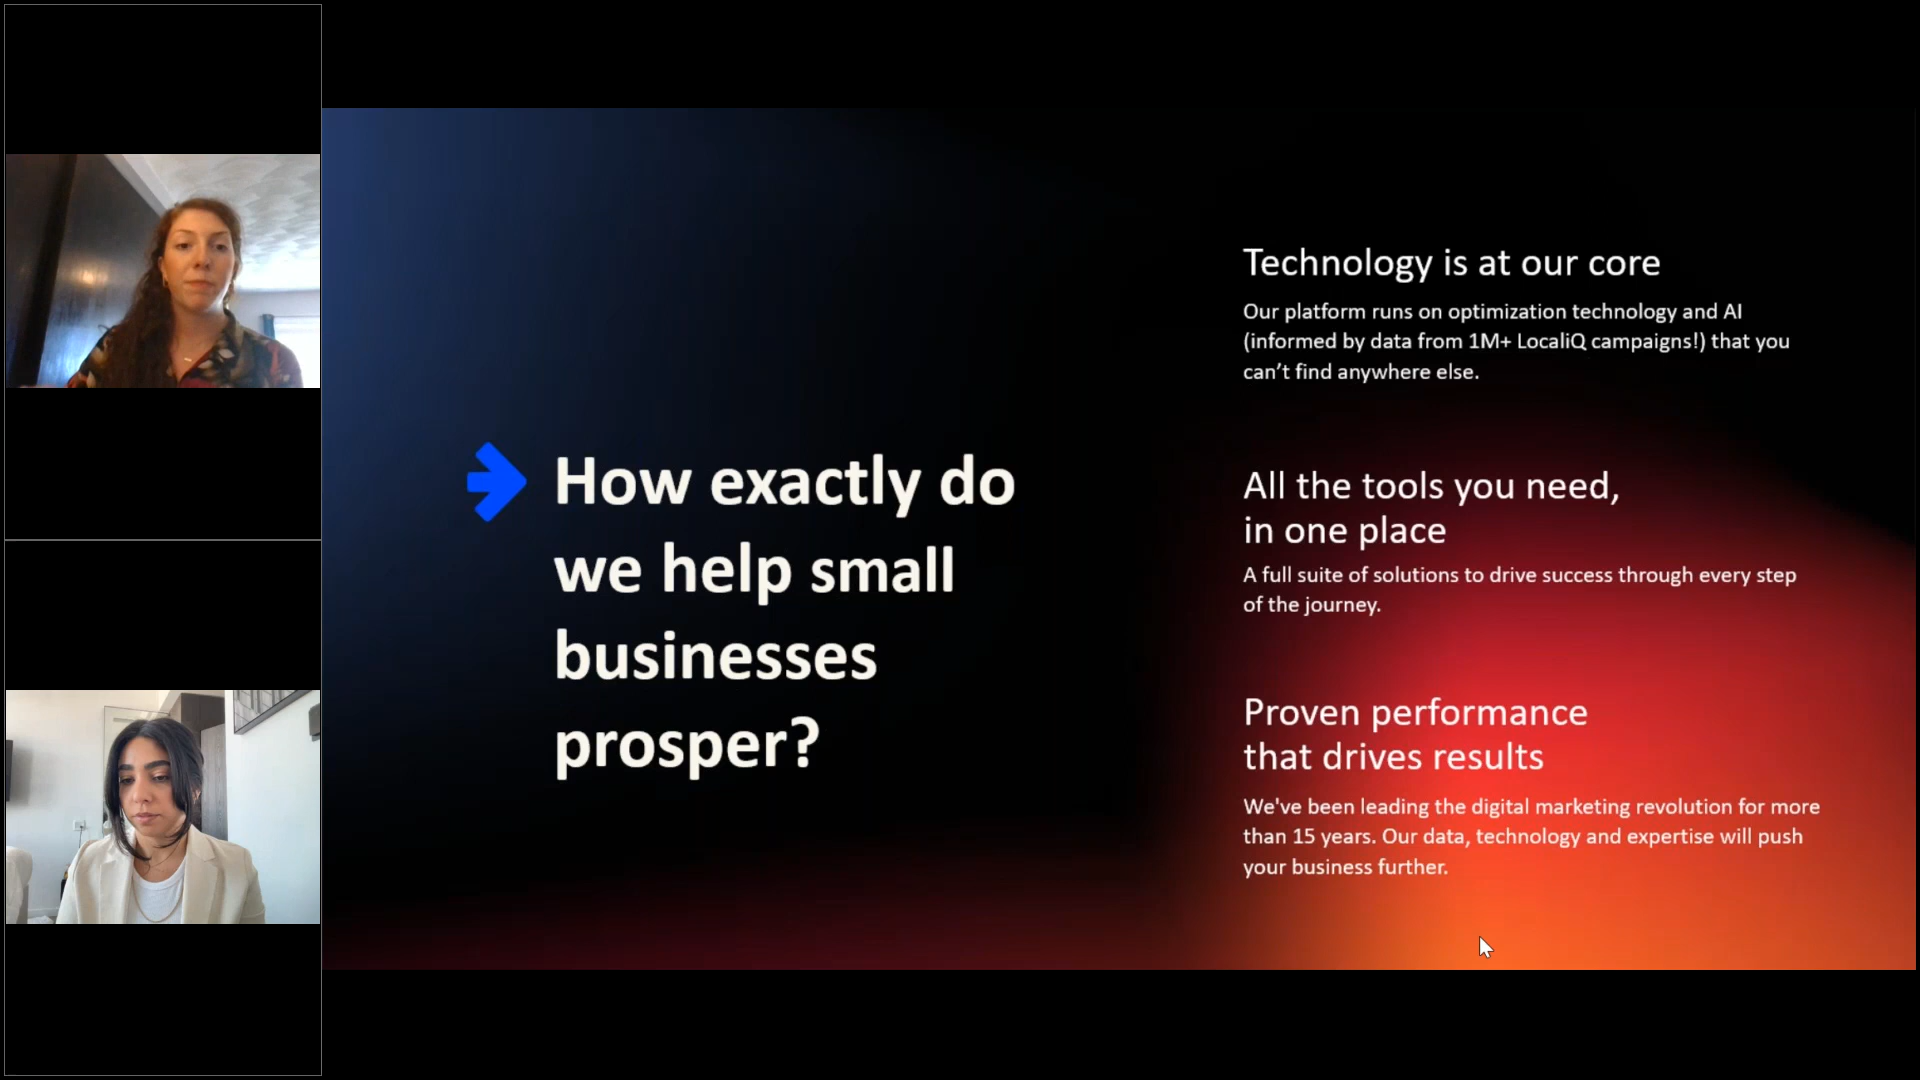 How exactly do
we help small
businesses
prosper?
Technology is at our core
Our platform runs on optimization technology and AI
(informed by data from 1M+ LocaliQ campaigns!) that you
can’t find anywhere else.
All the tools you need,
in one place
A full suite of solutions to drive success through every step
of the journey.
Proven performance
that drives results
We've been leading the digital marketing revolution for more
than 15 years. Our data, technology and expertise will push
your business further.